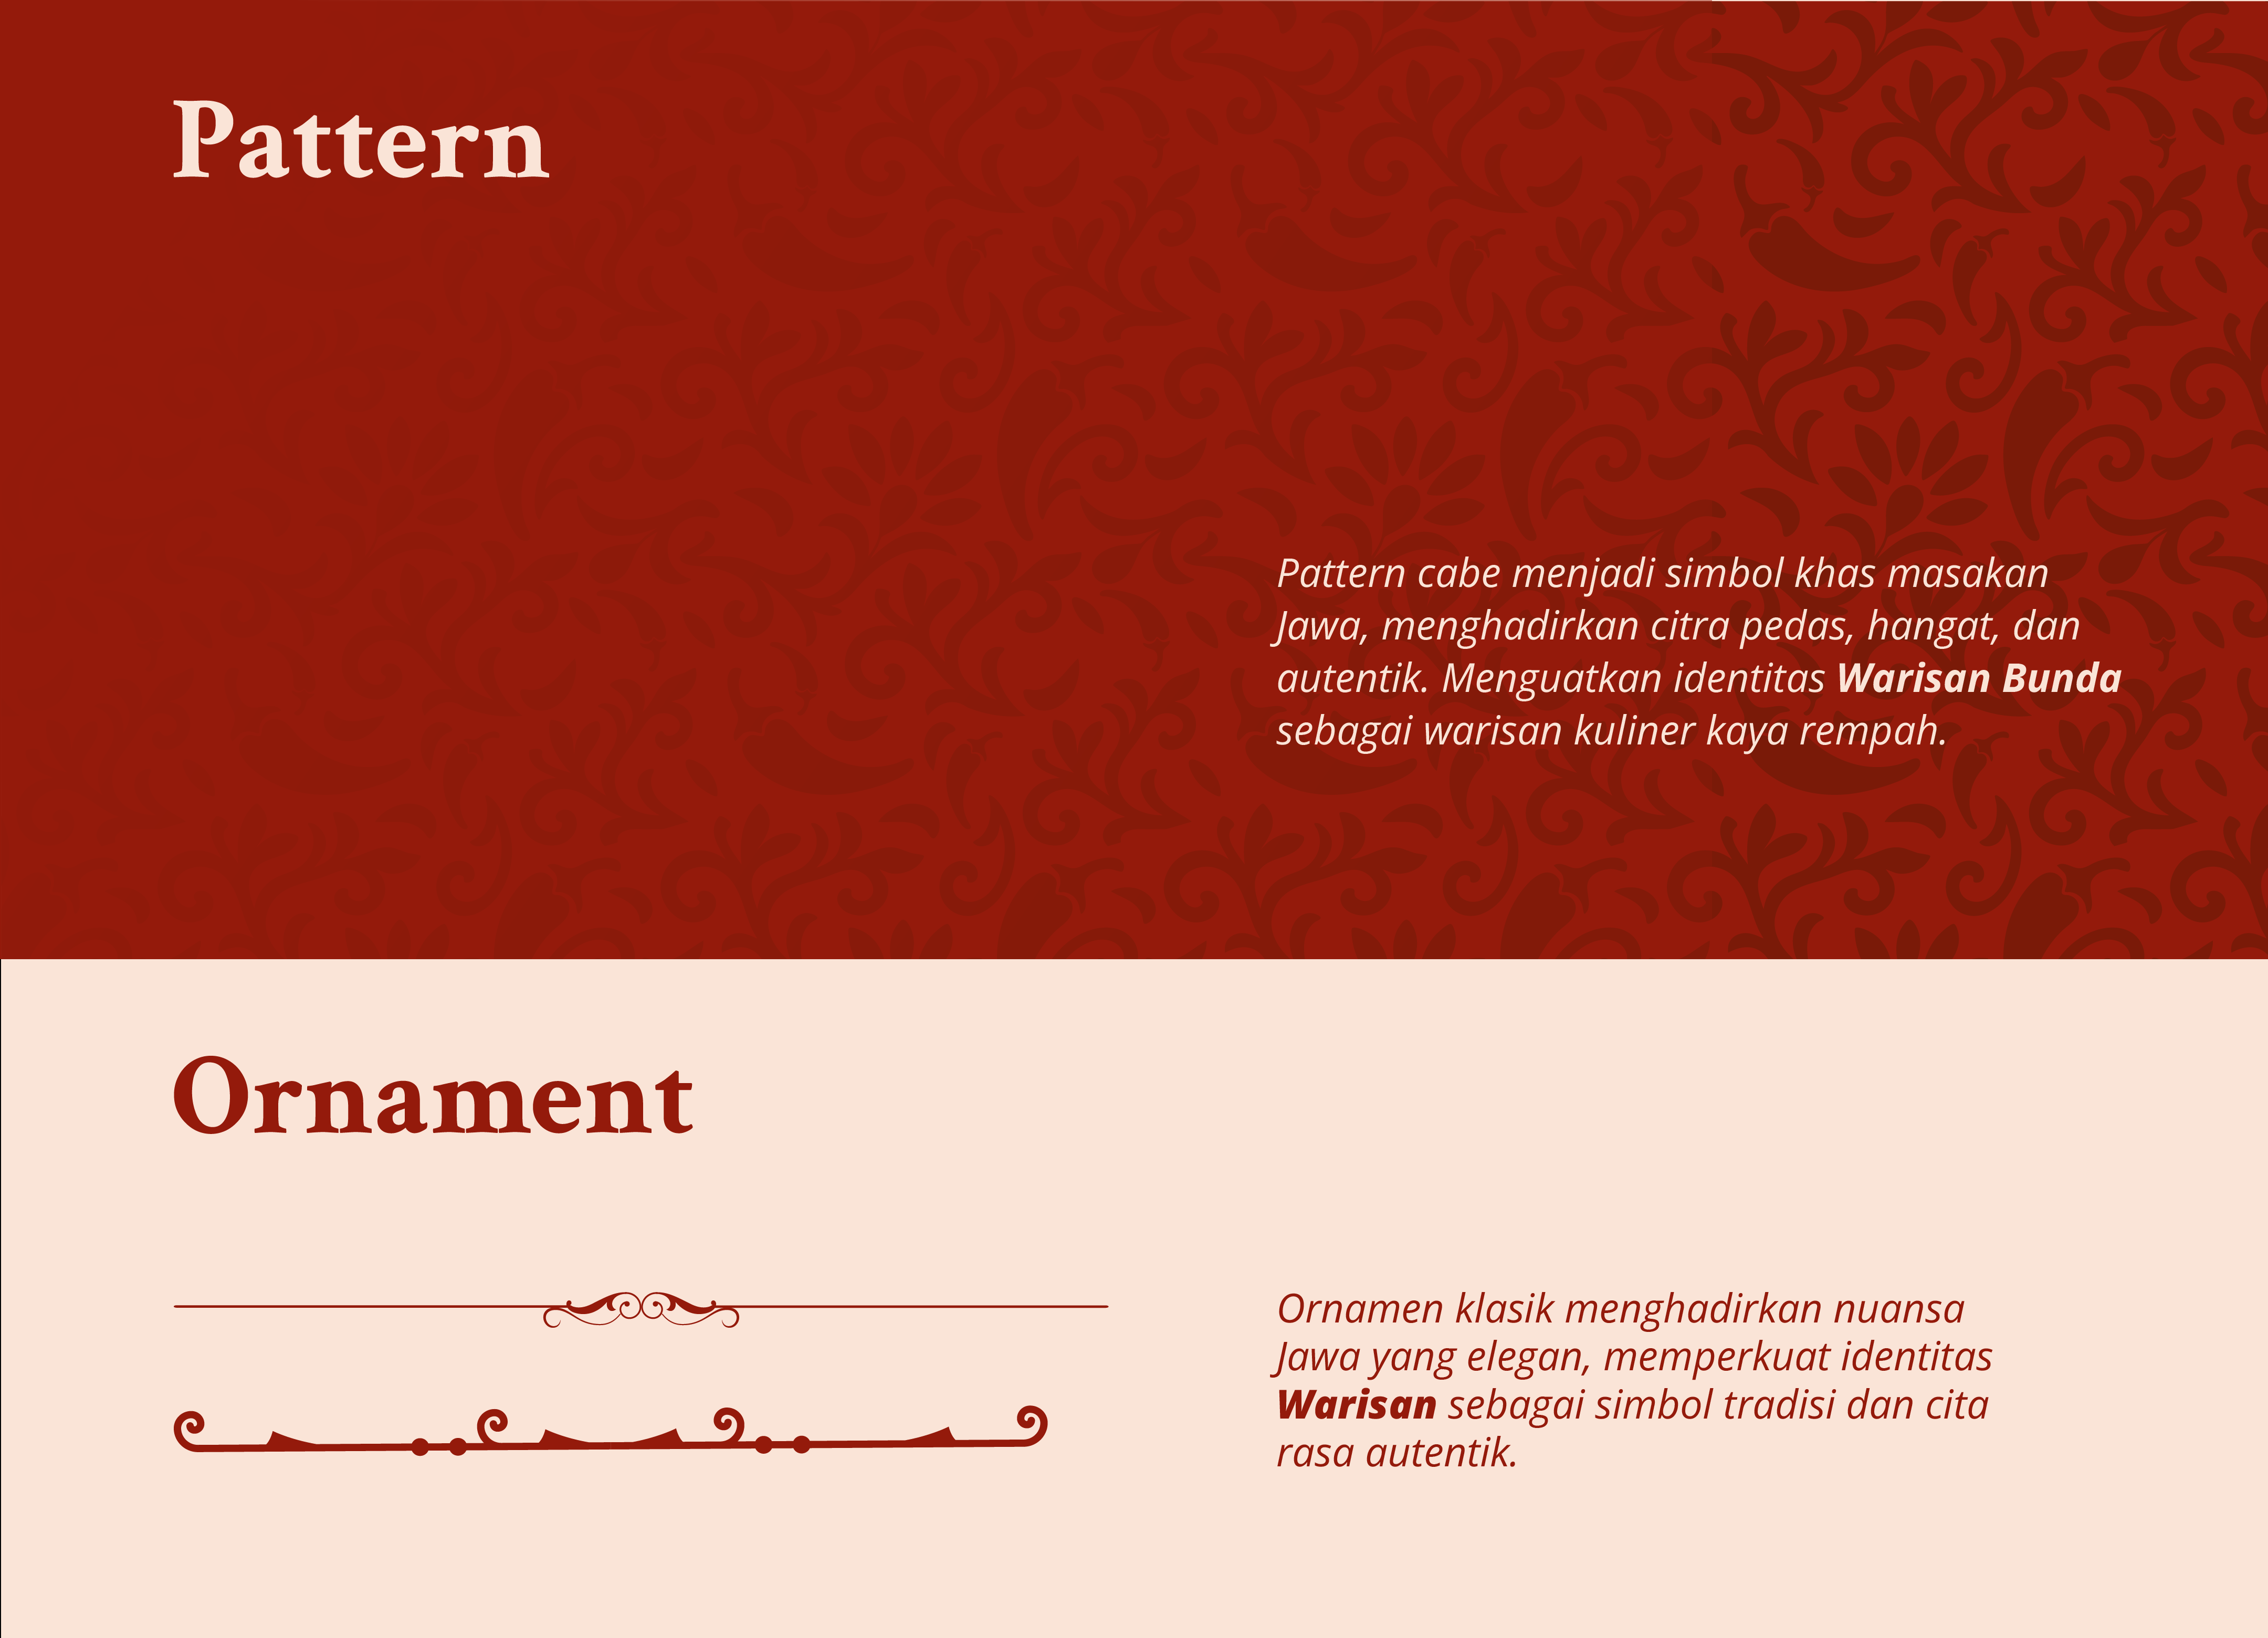 Pattern
Pattern cabe menjadi simbol khas masakan
Jawa, menghadirkan citra pedas, hangat, dan
autentik. Menguatkan identitas Warisan Bunda
sebagai warisan kuliner kaya rempah.
Ornament
Ornamen klasik menghadirkan nuansa
Jawa yang elegan, memperkuat identitas
Warisan sebagai simbol tradisi dan cita
rasa autentik.